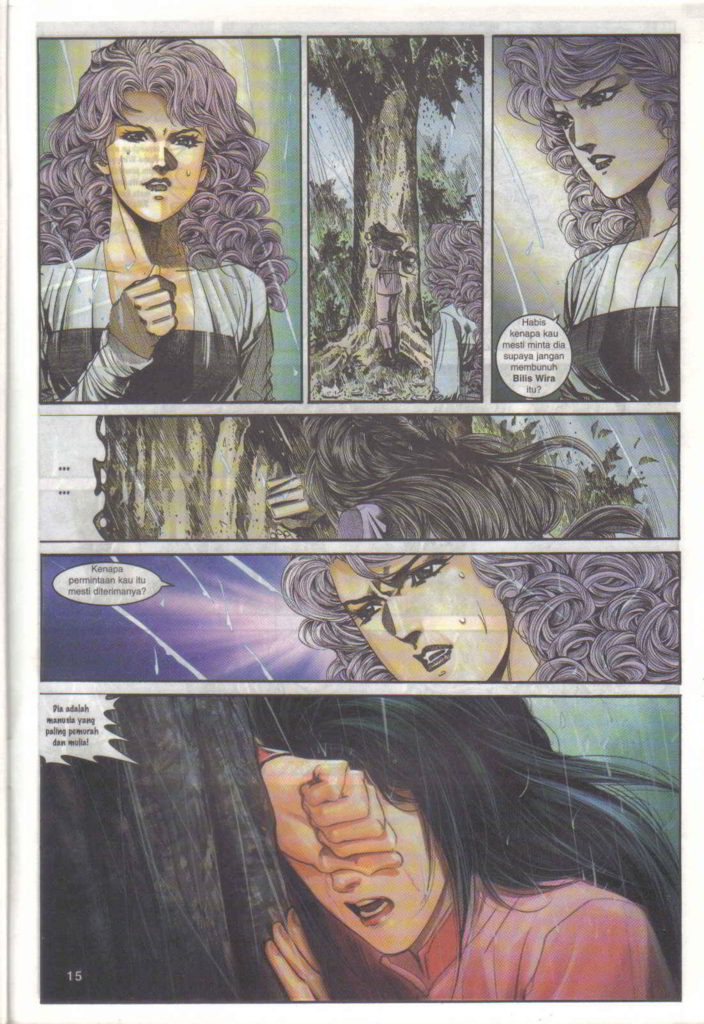 Habis
kenapa kau
mesti minta dia
supaya jangan
membunuh
Bilis Wira
itu?
...
...
Kenapa
permintaan kau itu
mesti diterimanya?
Dia adalah
manusia yang
paling pemurah
dan mulia!
15